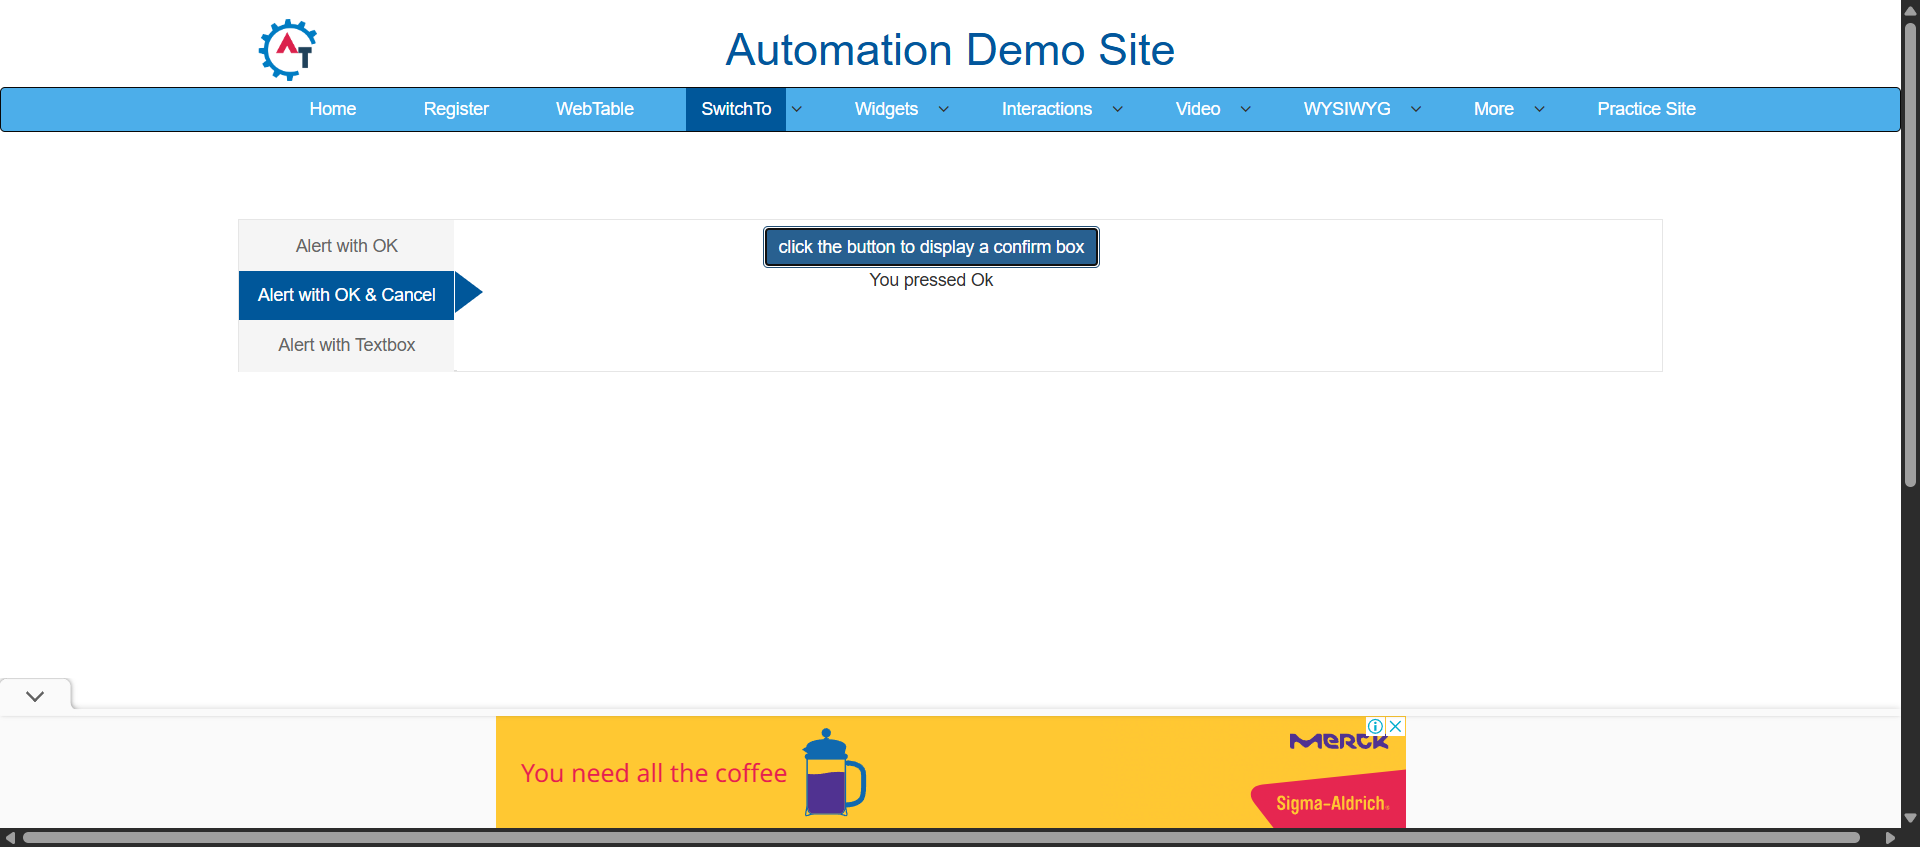 AT
Automation Demo Site
Home Register WebTable SwitchTo Widgets Interactions Video WYSIWYG More Practice Site
Alert with OK
Alert with OK & Cancel
Alert with Textbox
click the button to display a confirm box
You pressed Ok
You need all the coffee
MERCK
Sigma-Aldrich®